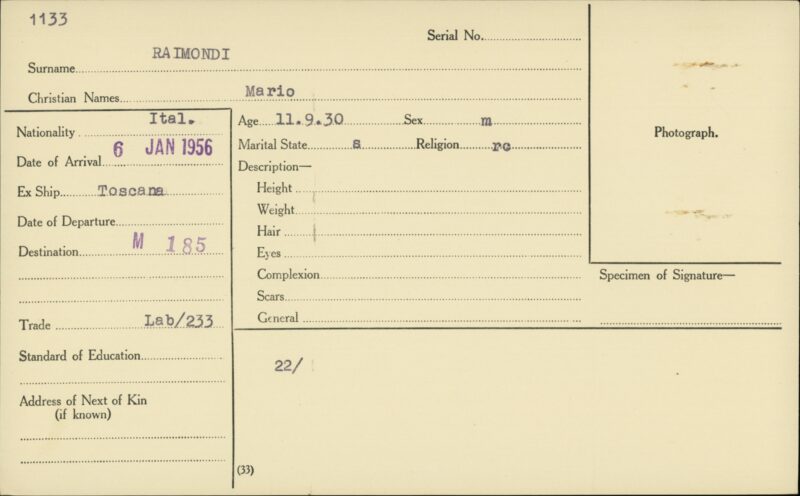 1133
Serial No.
Surname RAIMONDI
Christian Names Mario
Nationality Ital.
Age 11.9.30 Sex m
Date of Arrival 6 JAN 1956
Marital State s Religion rc
Photograph.
Description—
Ex Ship Toscana
Height
Weight
Date of Departure
Hair
Destination M 185
Eyes
Complexion
Specimen of Signature—
Scars
Trade Lab/233
General
Standard of Education
22/
Address of Next of Kin
(if known)
(33)